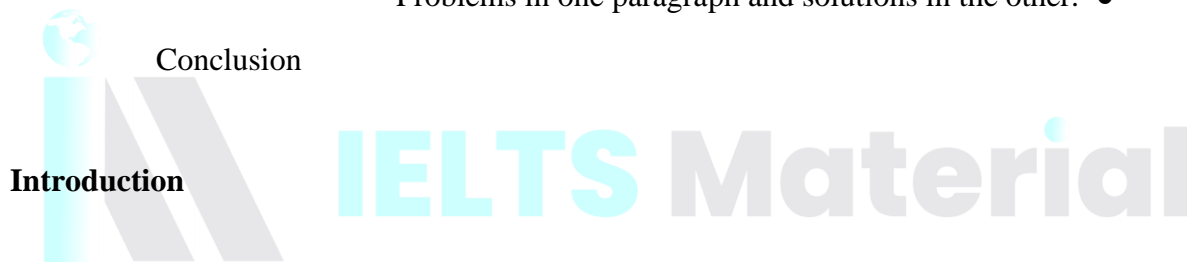 Problems in one paragraph and solutions in the other. ●
Conclusion
Introduction
IELTS Material